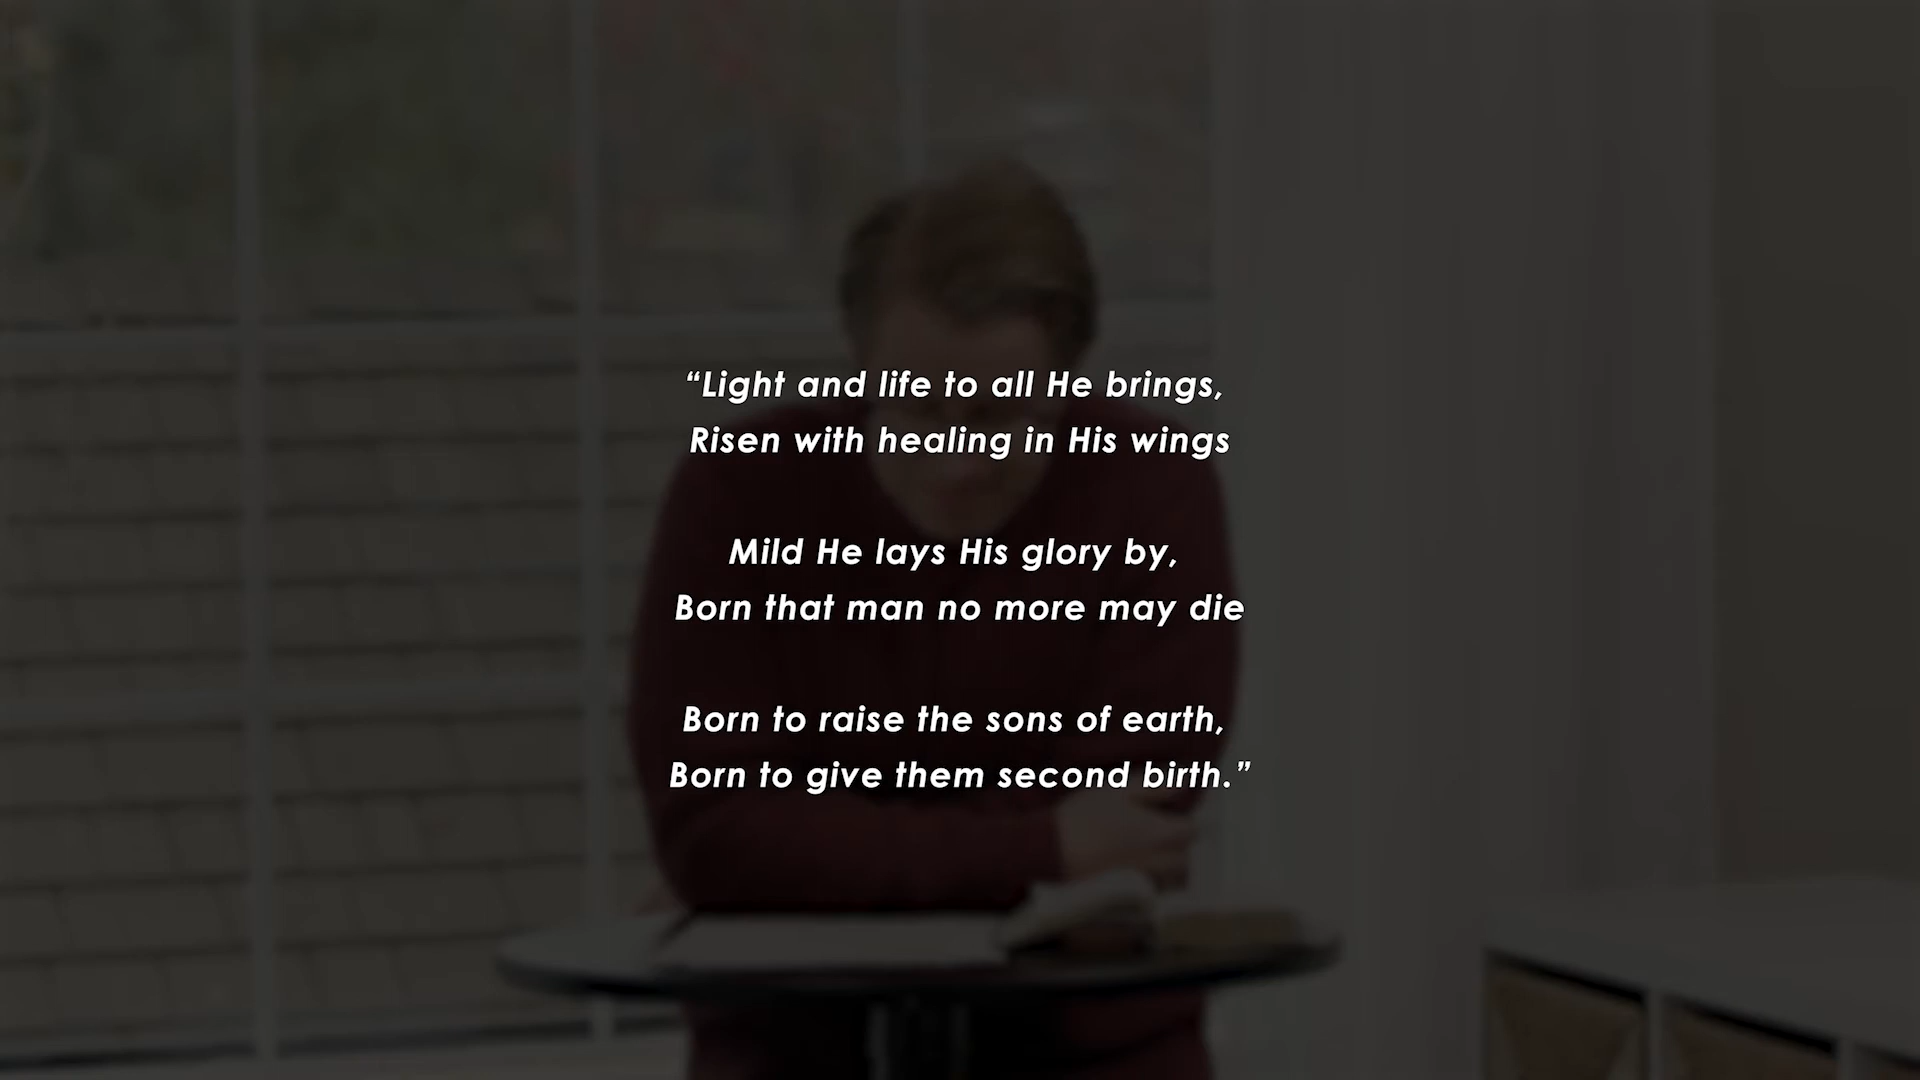 “Light and life to all He brings,
Risen with healing in His wings
Mild He lays His glory by,
Born that man no more may die
Born to raise the sons of earth,
Born to give them second birth.”